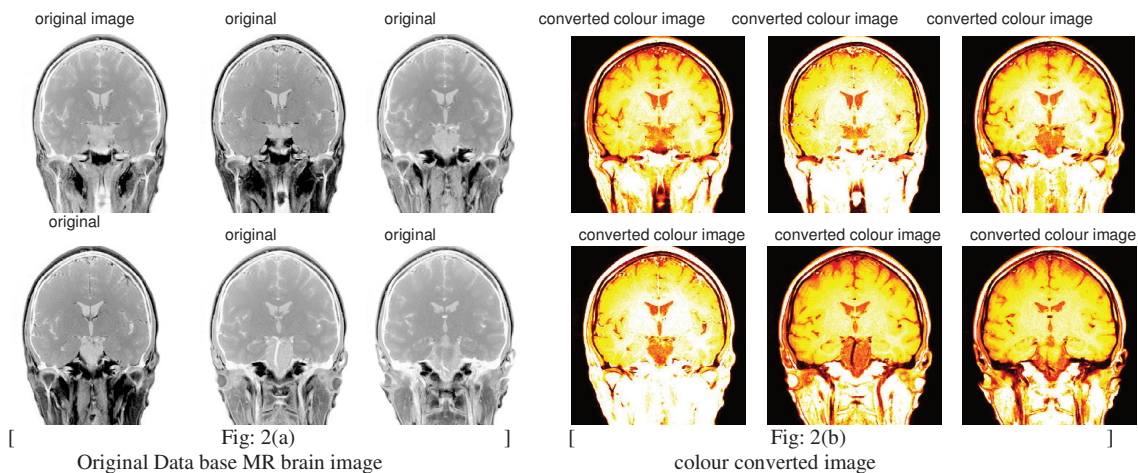 original image original original converted colour image converted colour image converted colour image
original original original converted colour image converted colour image converted colour image
[ Fig: 2(a) ] [ Fig: 2(b) ]
Original Data base MR brain image colour converted image